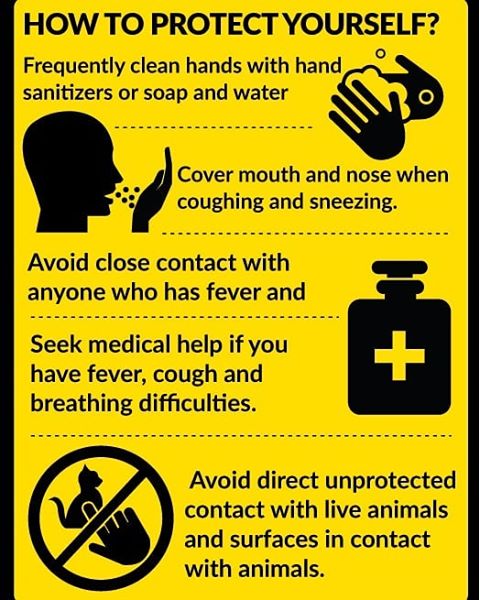 HOW TO PROTECT YOURSELF?
Frequently clean hands with hand
sanitizers or soap and water
Cover mouth and nose when
coughing and sneezing.
Avoid close contact with
anyone who has fever and
Seek medical help if you
have fever, cough and
breathing difficulties.
Avoid direct unprotected
contact with live animals
and surfaces in contact
with animals.